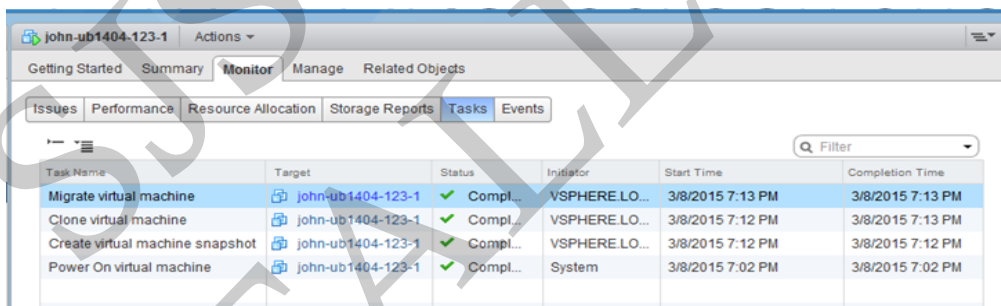 john-ub1404-123-1 Actions
Getting Started Summary Monitor Manage Related Objects
Issues Performance Resource Allocation Storage Reports Tasks Events
Filter
Task Name Target Status Initiator Start Time Completion Time
Migrate virtual machine john-ub1404-123-1 Compl... VSPHERE.LO... 3/8/2015 7:13 PM 3/8/2015 7:13 PM
Clone virtual machine john-ub1404-123-1 Compl... VSPHERE.LO... 3/8/2015 7:12 PM 3/8/2015 7:13 PM
Create virtual machine snapshot john-ub1404-123-1 Compl... VSPHERE.LO... 3/8/2015 7:12 PM 3/8/2015 7:12 PM
Power On virtual machine john-ub1404-123-1 Compl... System 3/8/2015 7:02 PM 3/8/2015 7:02 PM